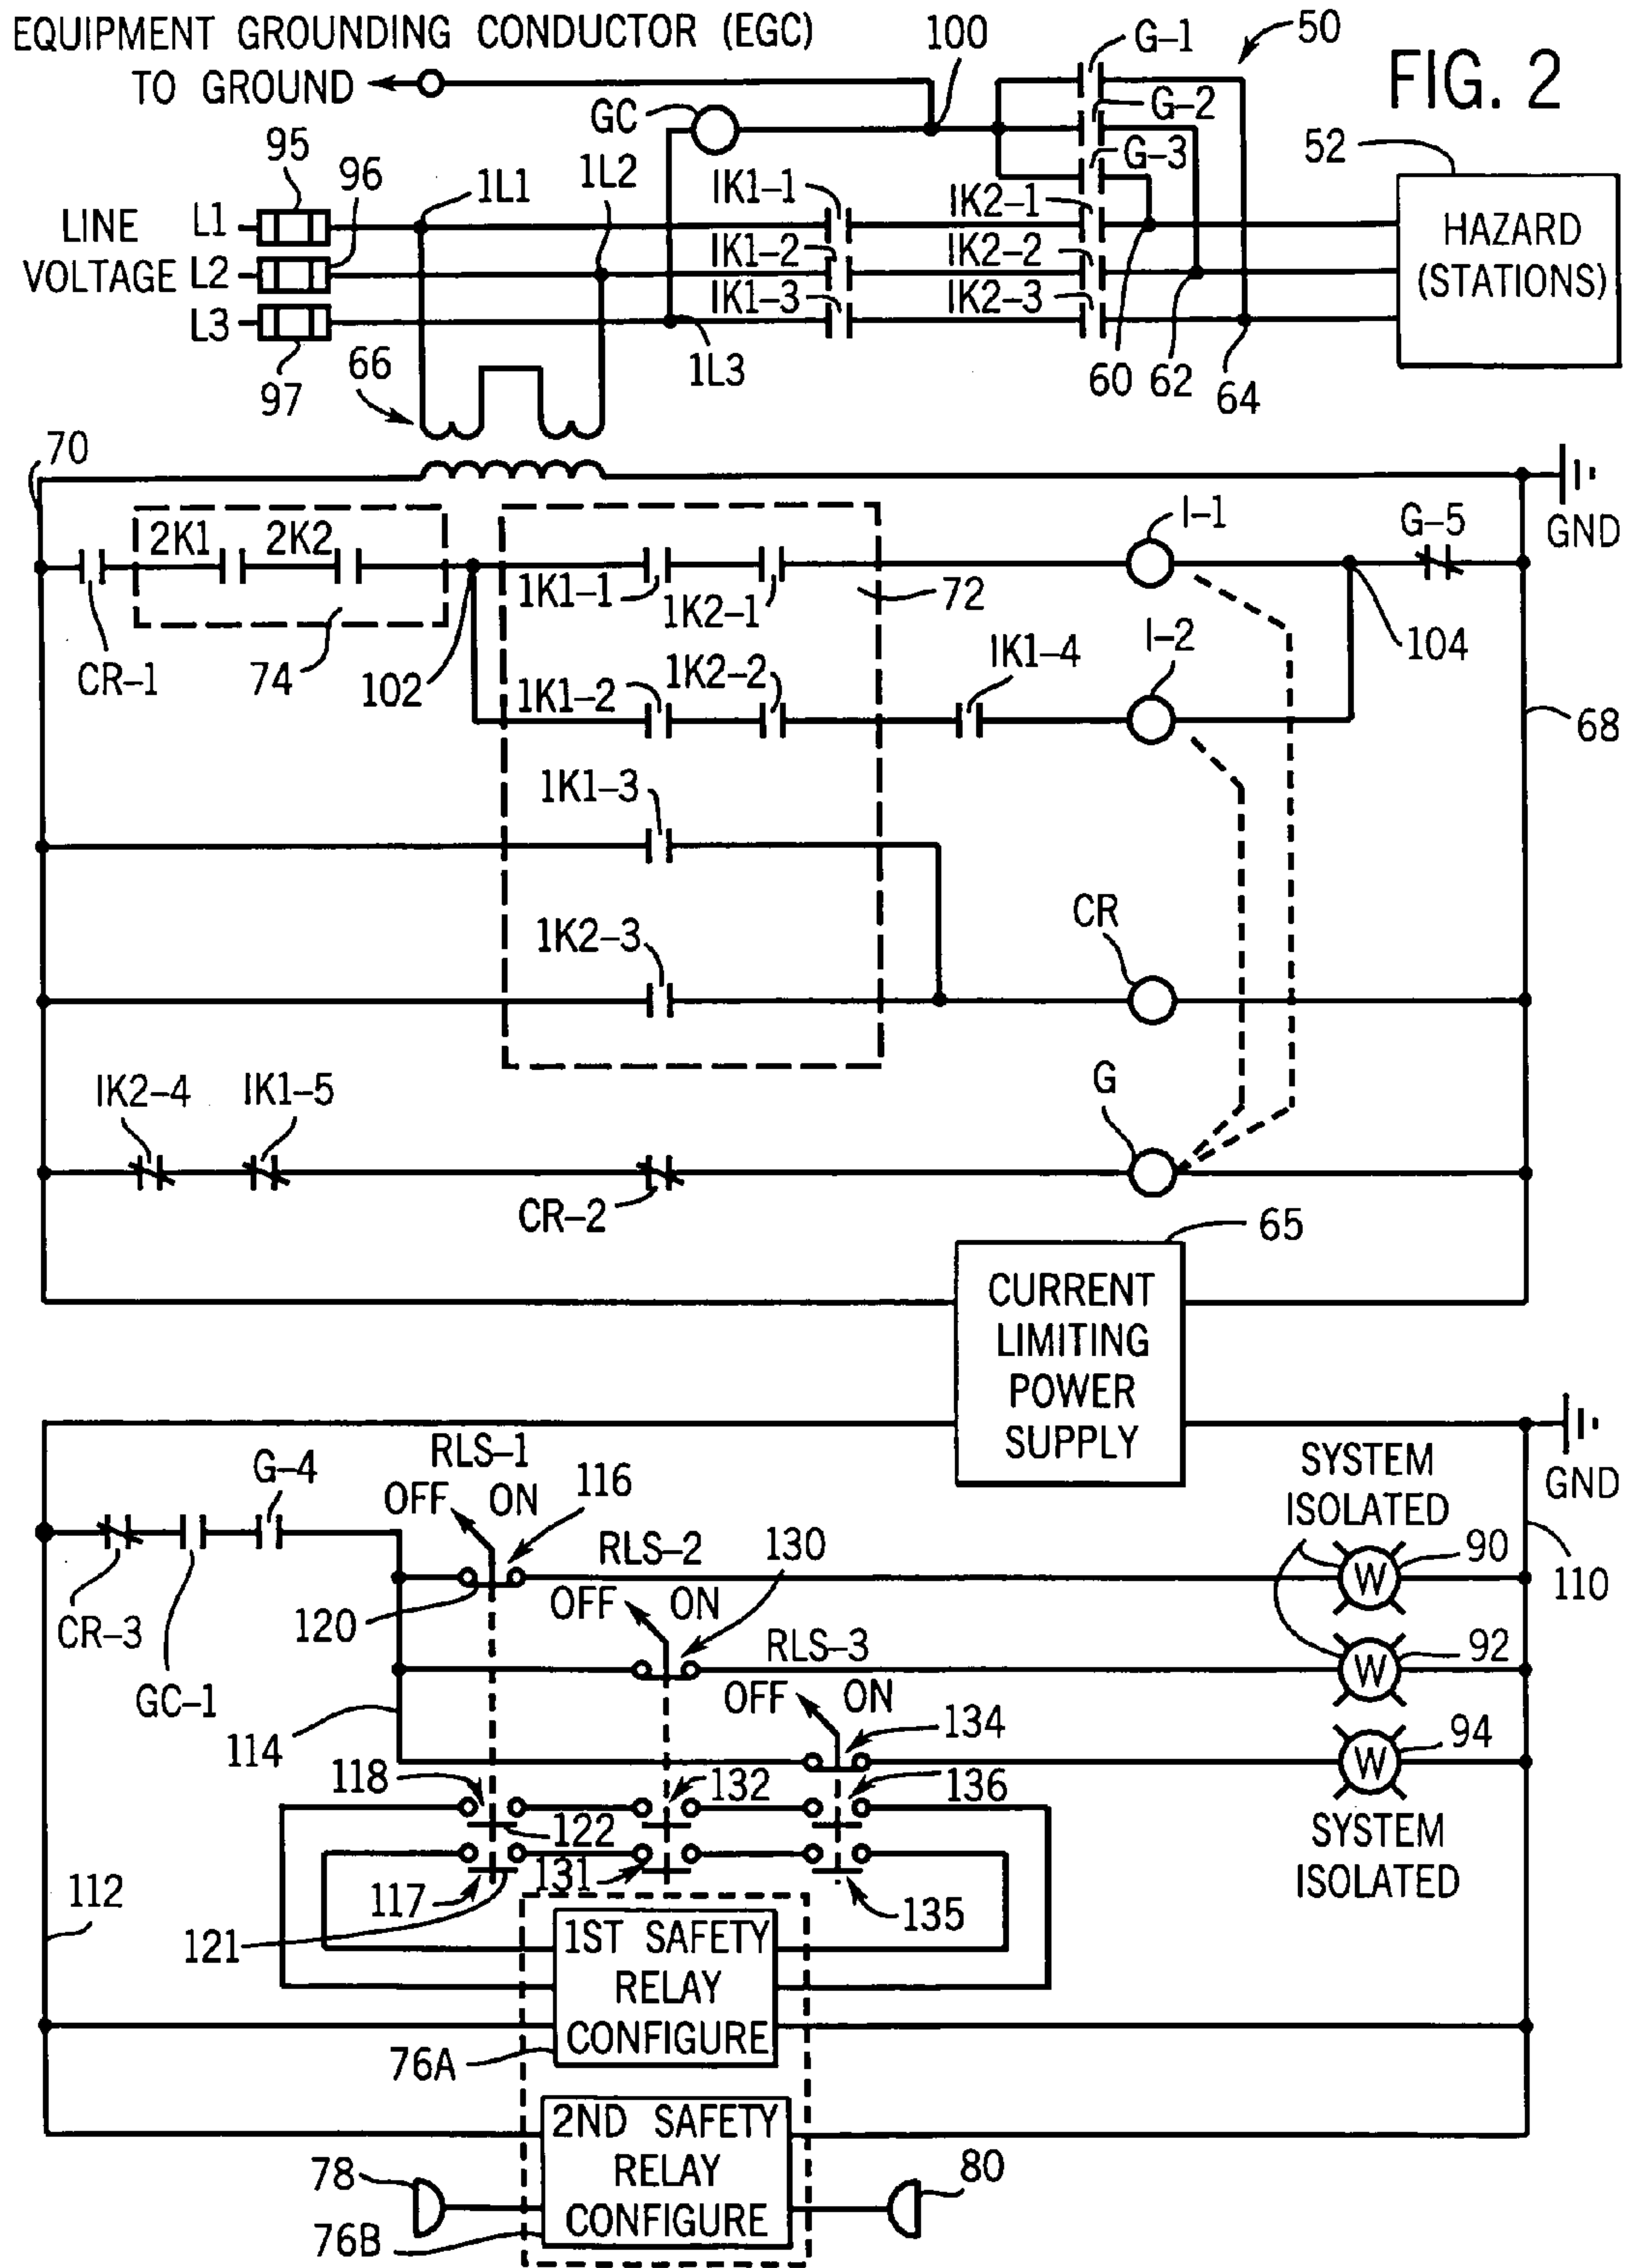 EQUIPMENT GROUNDING CONDUCTOR (EGC)
100
G-1
50
FIG. 2
TO GROUND
GC
G-2
95
96
1L1
1L2
IK1-1
G-3
52
LINE
VOLTAGE
L1
L2
L3
IK1-2
IK1-3
IK2-1
IK2-2
IK2-3
HAZARD
(STATIONS)
97
66
1L3
60
62
64
70
GND
2K1
2K2
I-1
G-5
1K1-1
1K2-1
72
CR-1
74
102
104
1K1-2
1K2-2
IK1-4
I-2
68
1K1-3
1K2-3
CR
IK2-4
IK1-5
G
CR-2
65
CURRENT
LIMITING
POWER
SUPPLY
RLS-1
OFF
ON
116
G-4
SYSTEM
ISOLATED
GND
RLS-2
130
90
110
CR-3
120
OFF
ON
W
GC-1
RLS-3
W
92
OFF
ON
114
134
W
94
118
132
136
122
SYSTEM
ISOLATED
112
117
131
135
121
1ST SAFETY
RELAY
CONFIGURE
76A
2ND SAFETY
RELAY
CONFIGURE
78
80
76B